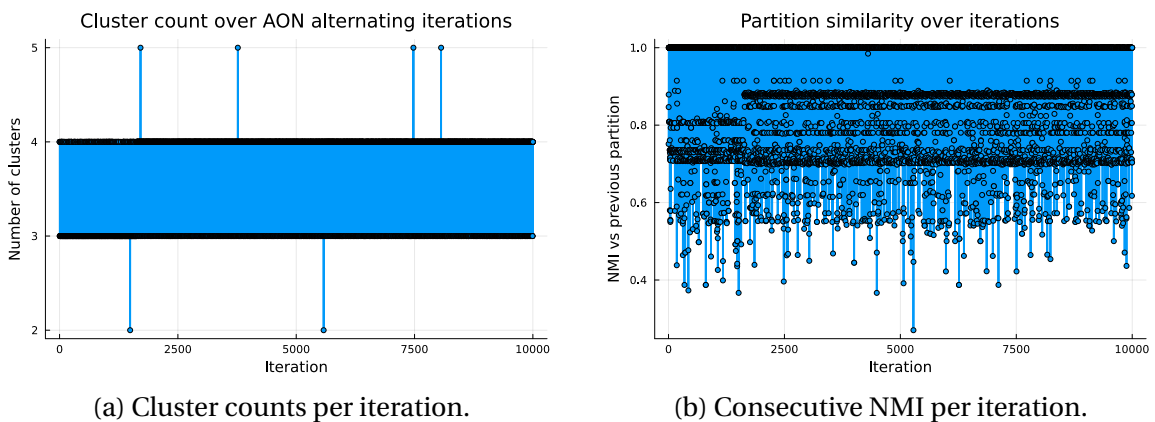 Cluster count over AON alternating iterations
Number of clusters
5
4
3
2
0
2500
5000
7500
10000
Iteration
(a) Cluster counts per iteration.
Partition similarity over iterations
NMI vs previous partition
1.0
0.8
0.6
0.4
0
2500
5000
7500
10000
Iteration
(b) Consecutive NMI per iteration.